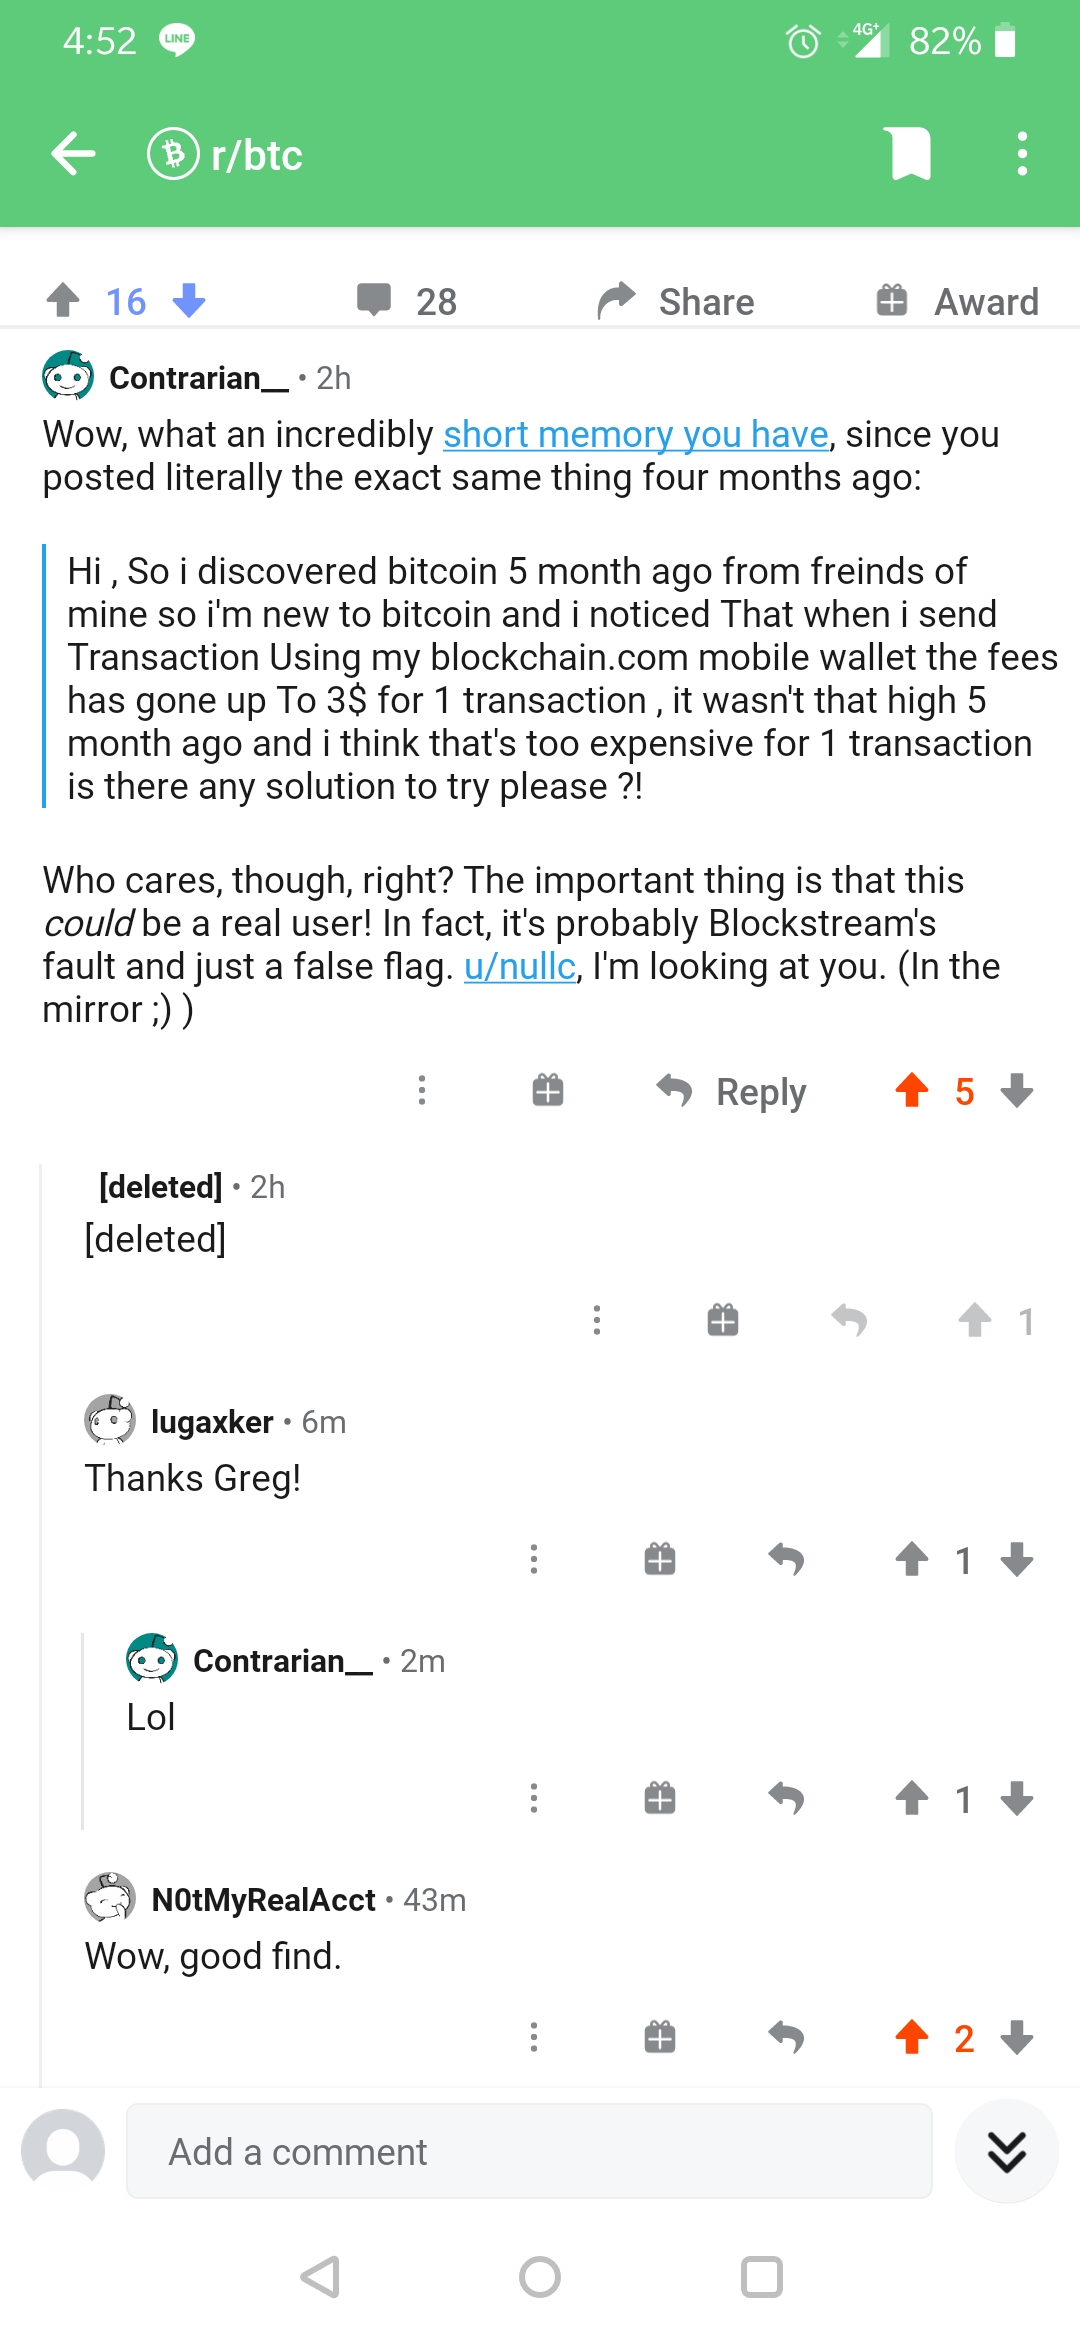 4:52 LINE 4G+ 82%
r/btc
16 28 Share Award
Contrarian__ • 2h
Wow, what an incredibly short memory you have, since you
posted literally the exact same thing four months ago:
Hi , So i discovered bitcoin 5 month ago from freinds of
mine so i'm new to bitcoin and i noticed That when i send
Transaction Using my blockchain.com mobile wallet the fees
has gone up To 3$ for 1 transaction , it wasn't that high 5
month ago and i think that's too expensive for 1 transaction
is there any solution to try please ?!
Who cares, though, right? The important thing is that this
could be a real user! In fact, it's probably Blockstream's
fault and just a false flag. u/nullc, I'm looking at you. (In the
mirror ;) )
Reply 5
[deleted] • 2h
[deleted]
1
lugaxker • 6m
Thanks Greg!
1
Contrarian__ • 2m
Lol
1
N0tMyRealAcct • 43m
Wow, good find.
2
Add a comment